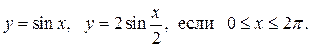 y = sin x, y = 2 sin x/2, если 0 ≤ x ≤ 2π.